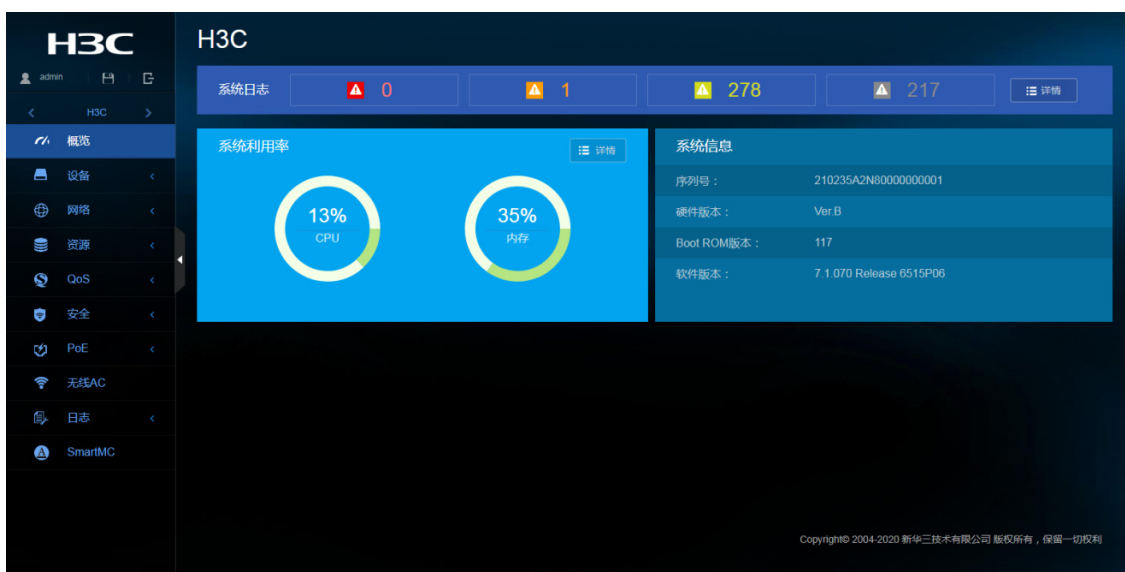 H3C
admin
H3C
概览
设备
网络
资源
QoS
安全
PoE
无线AC
日志
SmartMC
H3C
系统日志 0 1 278 217 详情
系统利用率 详情
13%
CPU
35%
内存
系统信息
序列号： 210235A2N80000000001
硬件版本： Ver.B
Boot ROM版本： 117
软件版本： 7.1.070 Release 6515P06
Copyright© 2004-2020 新华三技术有限公司 版权所有，保留一切权利